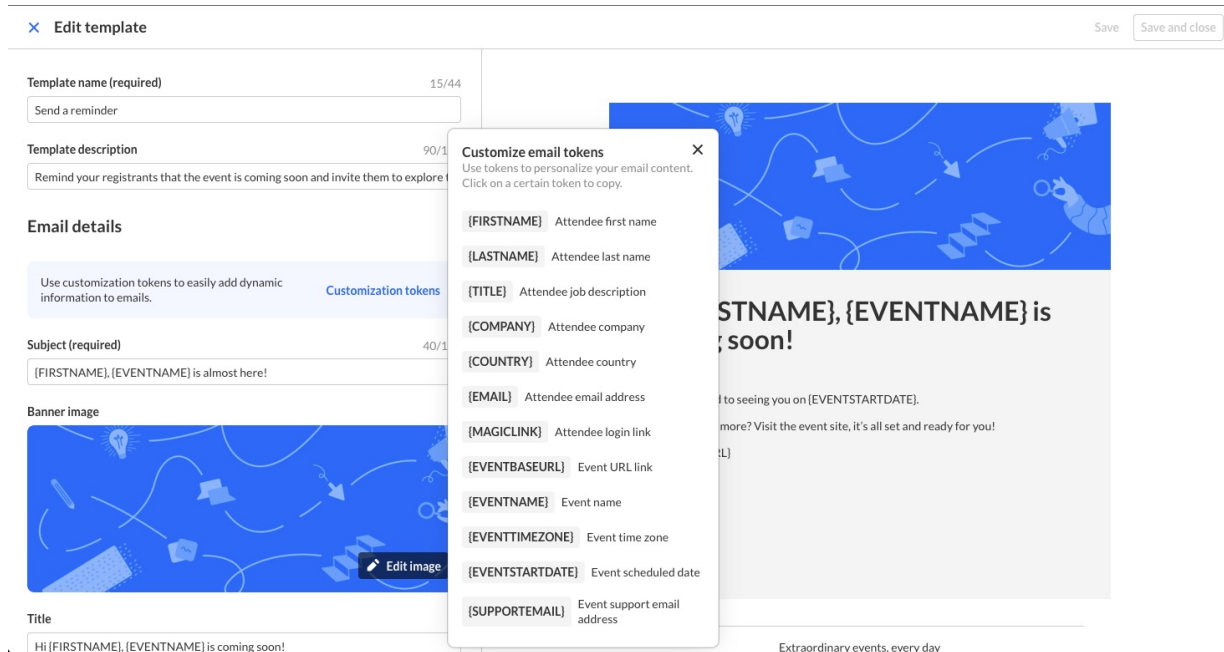 Edit template
Save
Save and close
Template name (required)
15/44
Send a reminder
Template description
90/1
Remind your registrants that the event is coming soon and invite them to explore
Email details
Use customization tokens to easily add dynamic
information to emails.
Customization tokens
Subject (required)
40/1
{FIRSTNAME}, {EVENTNAME} is almost here!
Banner image
Edit image
Title
Hi {FIRSTNAME}, {EVENTNAME} is coming soon!
Customize email tokens
Use tokens to personalize your email content.
Click on a certain token to copy.
{FIRSTNAME} Attendee first name
{LASTNAME} Attendee last name
{TITLE} Attendee job description
{COMPANY} Attendee company
{COUNTRY} Attendee country
{EMAIL} Attendee email address
{MAGICLINK} Attendee login link
{EVENTBASEURL} Event URL link
{EVENTNAME} Event name
{EVENTTIMEZONE} Event time zone
{EVENTSTARTDATE} Event scheduled date
{SUPPORTEMAIL} Event support email
address
STNAME}, {EVENTNAME} is
soon!
to seeing you on {EVENTSTARTDATE}.
more? Visit the event site, it's all set and ready for you!
RL}
Extraordinary events, every day